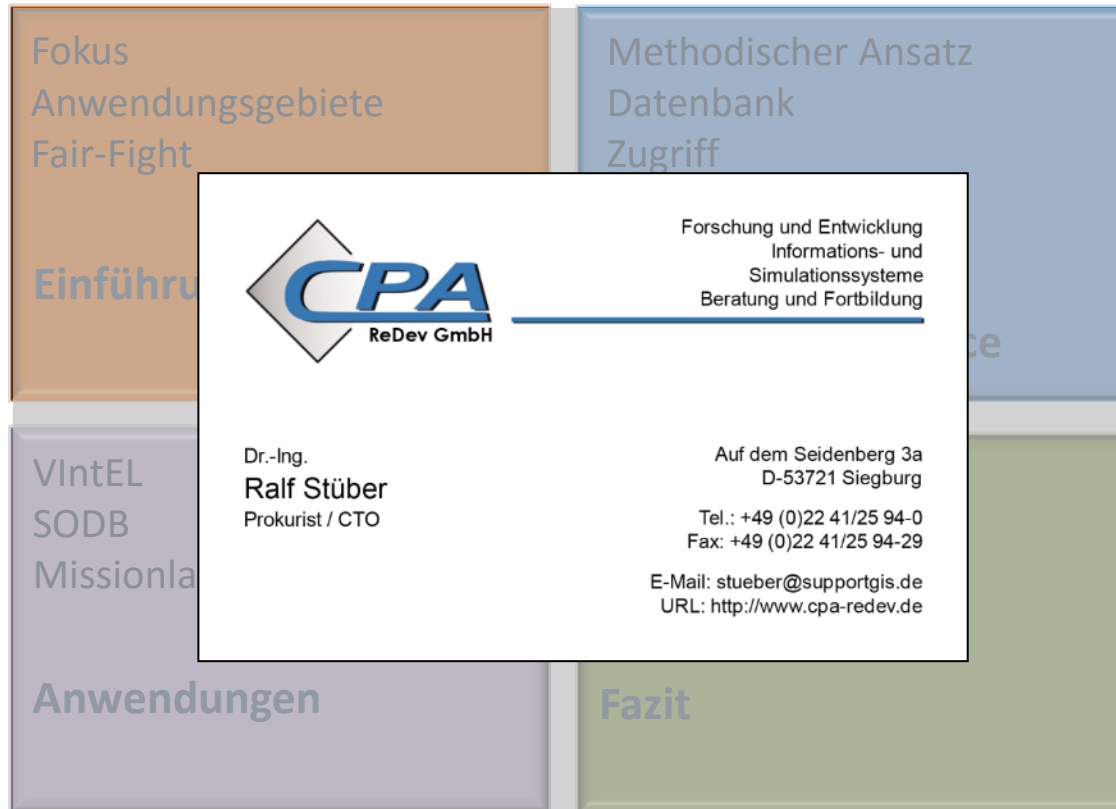 Fokus
Anwendungsgebiete
Fair-Fight
Methodischer Ansatz
Datenbank
Zugriff
CPA
ReDev GmbH
Forschung und Entwicklung
Informations- und
Simulationssysteme
Beratung und Fortbildung
Dr.-Ing.
Ralf Stüber
Prokurist / CTO
Auf dem Seidenberg 3a
D-53721 Siegburg
Tel.: +49 (0)22 41/25 94-0
Fax: +49 (0)22 41/25 94-29
E-Mail: stueber@supportgis.de
URL: http://www.cpa-redev.de
VIntEL
SODB
Anwendungen
Fazit